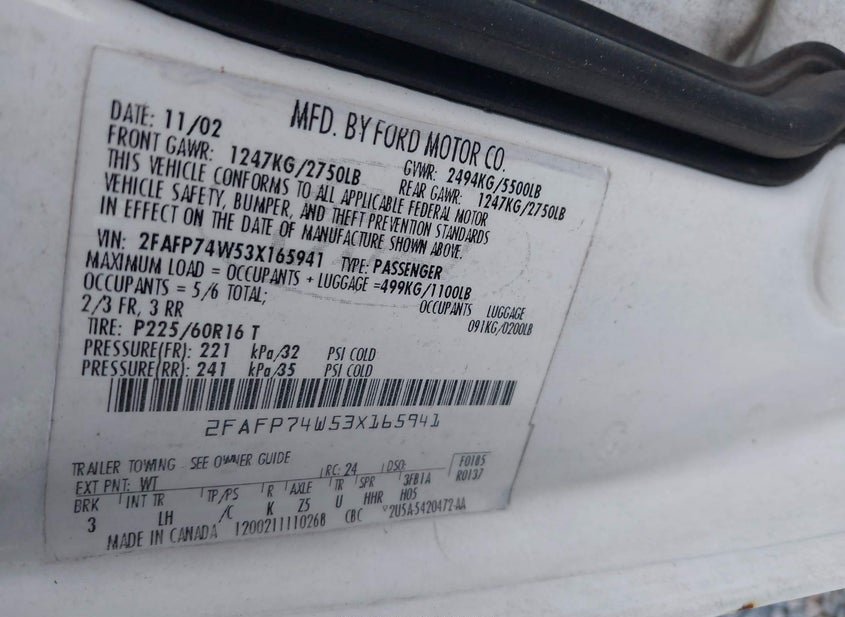 MFD. BY FORD MOTOR CO.
DATE: 11/02
GVWR: 2494KG/5500LB
FRONT GAWR: 1247KG/2750LB
REAR GAWR: 1247KG/2750LB
THIS VEHICLE CONFORMS TO ALL APPLICABLE FEDERAL MOTOR
VEHICLE SAFETY, BUMPER, AND THEFT PREVENTION STANDARDS
IN EFFECT ON THE DATE OF MANUFACTURE SHOWN ABOVE.
VIN: 2FAFP74W53X165941 TYPE: PASSENGER
MAXIMUM LOAD = OCCUPANTS + LUGGAGE =499KG/1100LB
OCCUPANTS = 5/6 TOTAL; OCCUPANTS LUGGAGE
2/3 FR, 3 RR 091KG/0200LB
TIRE: P225/60R16 T
PRESSURE(FR): 221 kPa/32 PSI COLD
PRESSURE(RR): 241 kPa/35 PSI COLD
2FAFP74W53X165941
TRAILER TOWING SEE OWNER GUIDE
EXT PNT: WT RC: 24 DSO: F0185
BRK INT TR TP/PS R AXLE TR SPR 3FB1A R0137
3 LH /C K Z5 U HHR H05
MADE IN CANADA 1200211110268 CBC 2U5A-5420472-AA